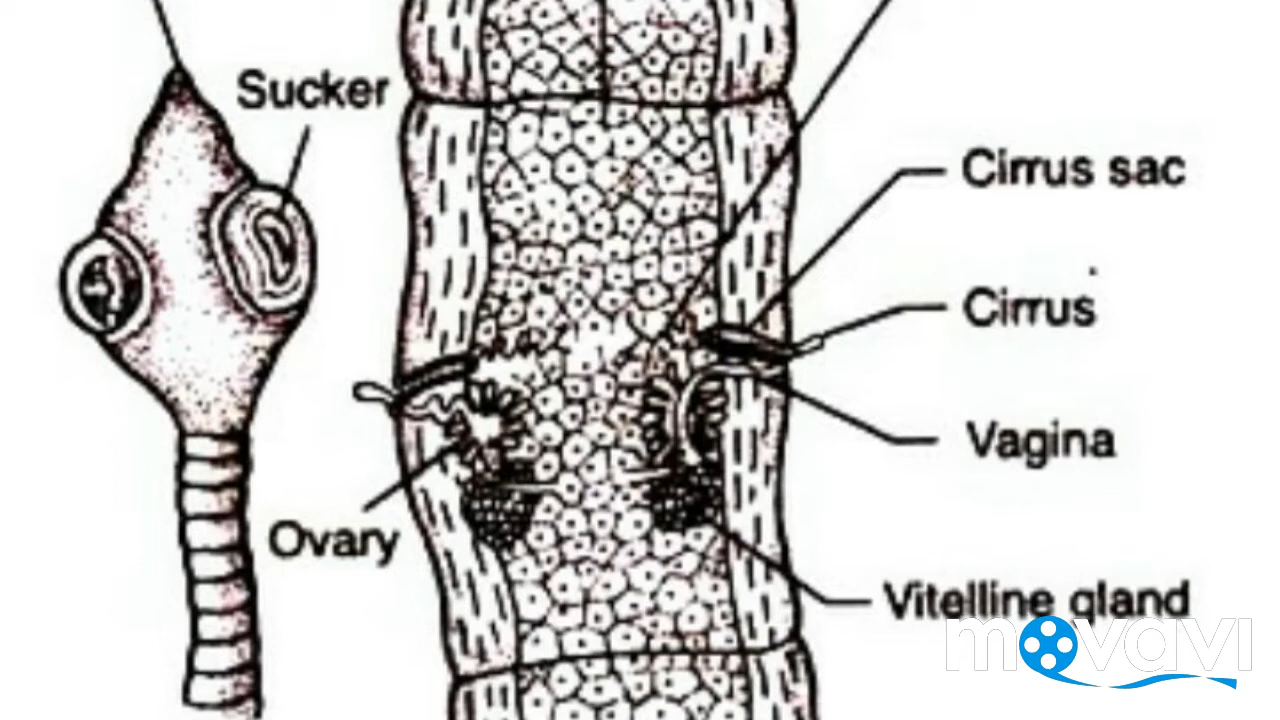 Sucker
Cirrus sac
Cirrus
Vagina
Ovary
Vitelline gland
movavi